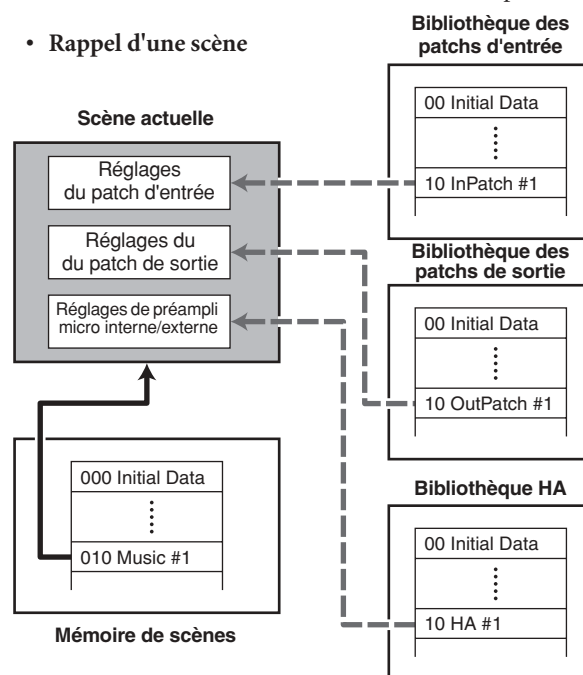 • Rappel d'une scène
Bibliothèque des
patchs d'entrée
Scène actuelle
Réglages
du patch d'entrée
Réglages du
du patch de sortie
Réglages de préampli
micro interne/externe
00 Initial Data
10 InPatch #1
Bibliothèque des
patchs de sortie
00 Initial Data
10 OutPatch #1
000 Initial Data
010 Music #1
Mémoire de scènes
Bibliothèque HA
00 Initial Data
10 HA #1